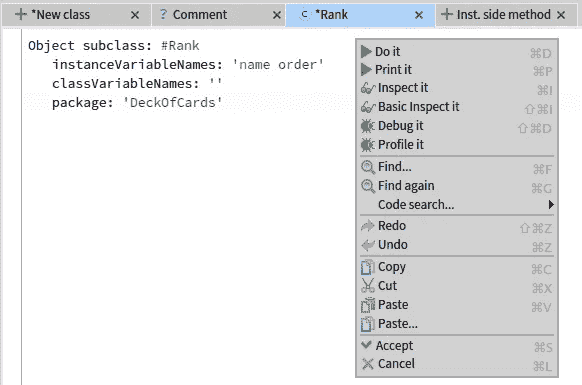 *New class
Comment
*Rank
Inst. side method
Object subclass: #Rank
instanceVariableNames: 'name order'
classVariableNames: ''
package: 'DeckOfCards'
Do it ⌘D
Print it ⌘P
Inspect it ⌘I
Basic Inspect it ⇧⌘I
Debug it ⇧⌘D
Profile it
Find... ⌘F
Find again ⌘G
Code search...
Redo ⇧⌘Z
Undo ⌘Z
Copy ⌘C
Cut ⌘X
Paste ⌘V
Paste...
Accept ⌘S
Cancel ⌘L